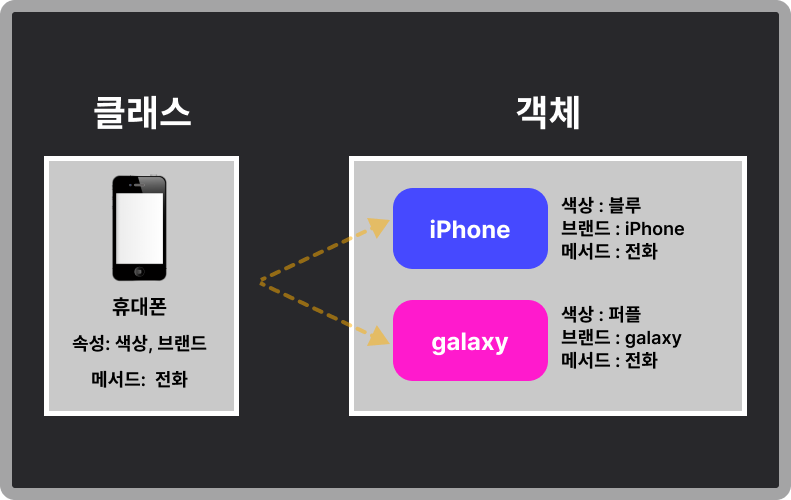 클래스
휴대폰
속성: 색상, 브랜드
메서드: 전화
객체
iPhone
색상 : 블루
브랜드 : iPhone
메서드 : 전화
galaxy
색상 : 퍼플
브랜드 : galaxy
메서드 : 전화